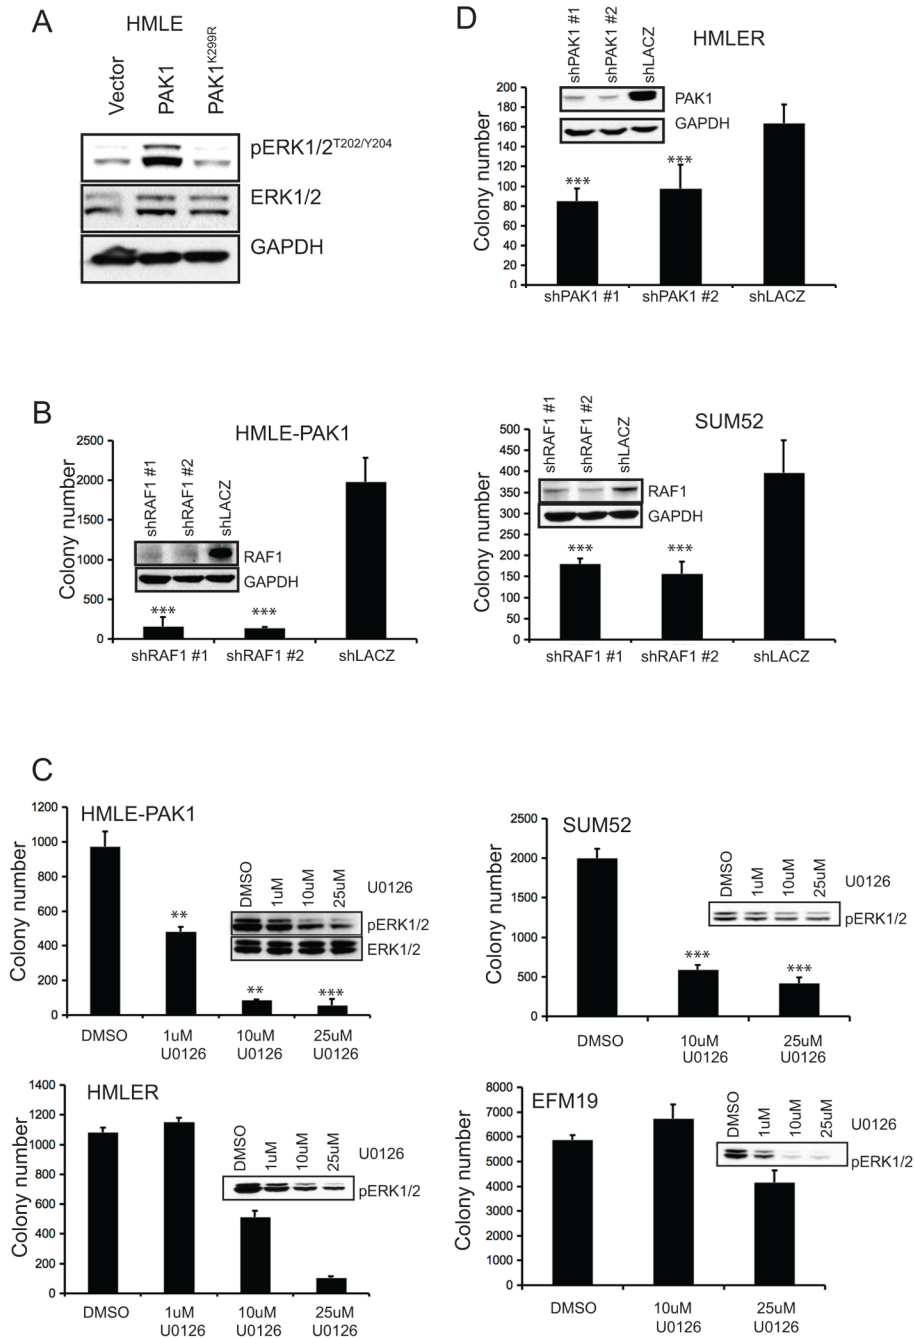 A
HMLE
Vector
PAK1
PAK1K299R
pERK1/2T202/Y204
ERK1/2
GAPDH
D
HMLER
shPAK1 #1
shPAK1 #2
shLACZ
PAK1
GAPDH
Colony number
200
180
160
140
120
100
80
60
40
20
0
***
***
shPAK1 #1 shPAK1 #2 shLACZ
B
HMLE-PAK1
shRAF1 #1
shRAF1 #2
shLACZ
RAF1
GAPDH
Colony number
2500
2000
1500
1000
500
0
***
***
shRAF1 #1 shRAF1 #2 shLACZ
SUM52
shRAF1 #1
shRAF1 #2
shLACZ
RAF1
GAPDH
Colony number
500
450
400
350
300
250
200
150
100
50
0
***
***
shRAF1 #1 shRAF1 #2 shLACZ
C
HMLE-PAK1
Colony number
1200
1000
800
600
400
200
0
**
**
***
DMSO
1uM
10uM
25uM
U0126
pERK1/2
ERK1/2
DMSO 1uM 10uM 25uM
U0126 U0126 U0126
SUM52
Colony number
2500
2000
1500
1000
500
0
***
***
DMSO
1uM
10uM
25uM
U0126
pERK1/2
DMSO 10uM 25uM
U0126 U0126
HMLER
Colony number
1400
1200
1000
800
600
400
200
0
DMSO
1uM
10uM
25uM
U0126
pERK1/2
DMSO 1uM 10uM 25uM
U0126 U0126 U0126
EFM19
Colony number
8000
7000
6000
5000
4000
3000
2000
1000
0
DMSO
1uM
10uM
25uM
U0126
pERK1/2
DMSO 10uM 25uM
U0126 U0126